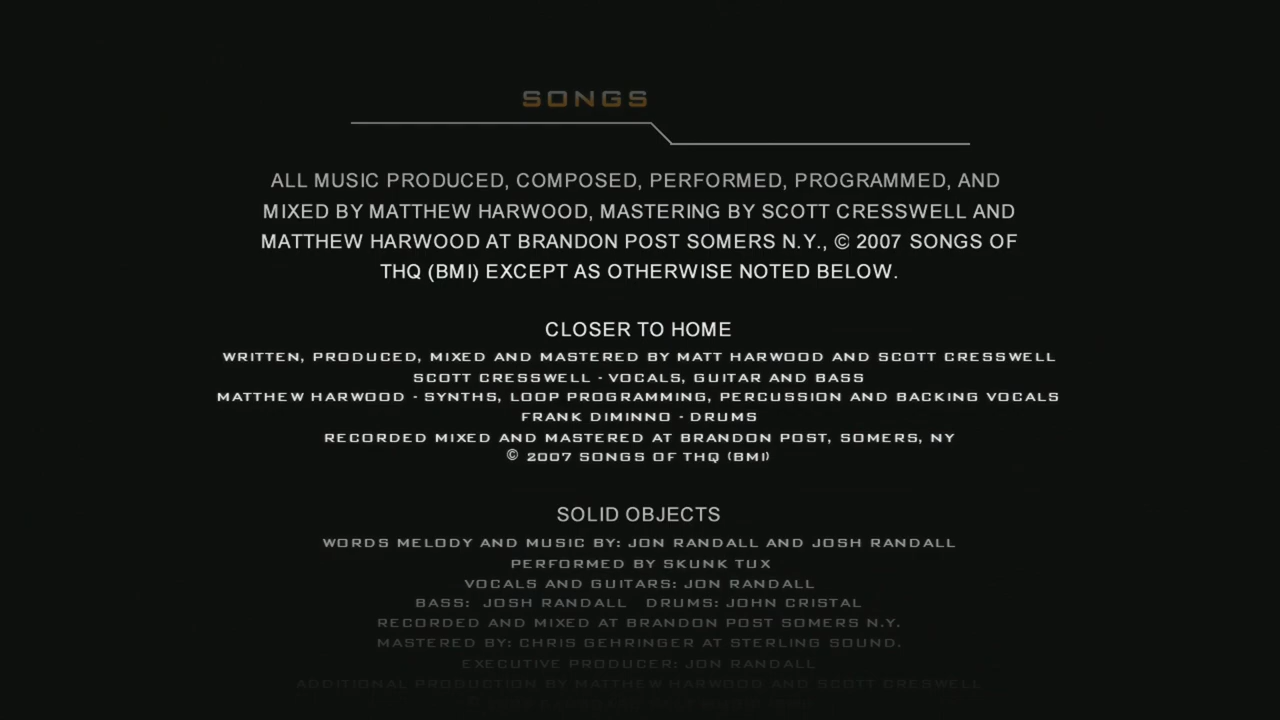 SONGS
ALL MUSIC PRODUCED, COMPOSED, PERFORMED, PROGRAMMED, AND
MIXED BY MATTHEW HARWOOD, MASTERING BY SCOTT CRESSWELL AND
MATTHEW HARWOOD AT BRANDON POST SOMERS N.Y., © 2007 SONGS OF
THQ (BMI) EXCEPT AS OTHERWISE NOTED BELOW.
CLOSER TO HOME
WRITTEN, PRODUCED, MIXED AND MASTERED BY MATT HARWOOD AND SCOTT CRESSWELL
SCOTT CRESSWELL - VOCALS, GUITAR AND BASS
MATTHEW HARWOOD - SYNTHS, LOOP PROGRAMMING, PERCUSSION AND BACKING VOCALS
FRANK DIMINNO - DRUMS
RECORDED MIXED AND MASTERED AT BRANDON POST, SOMERS, NY
© 2007 SONGS OF THQ (BMI)
SOLID OBJECTS
WORDS MELODY AND MUSIC BY: JON RANDALL AND JOSH RANDALL
PERFORMED BY SKUNK TUX
VOCALS AND GUITARS: JON RANDALL
BASS: JOSH RANDALL DRUMS: JOHN CRISTAL
RECORDED AND MIXED AT BRANDON POST SOMERS N.Y.
MASTERED BY: CHRIS GEHRINGER AT STERLING SOUND.
EXECUTIVE PRODUCER: JON RANDALL
ADDITIONAL PRODUCTION BY MATTHEW HARWOOD AND SCOTT CRESWELL